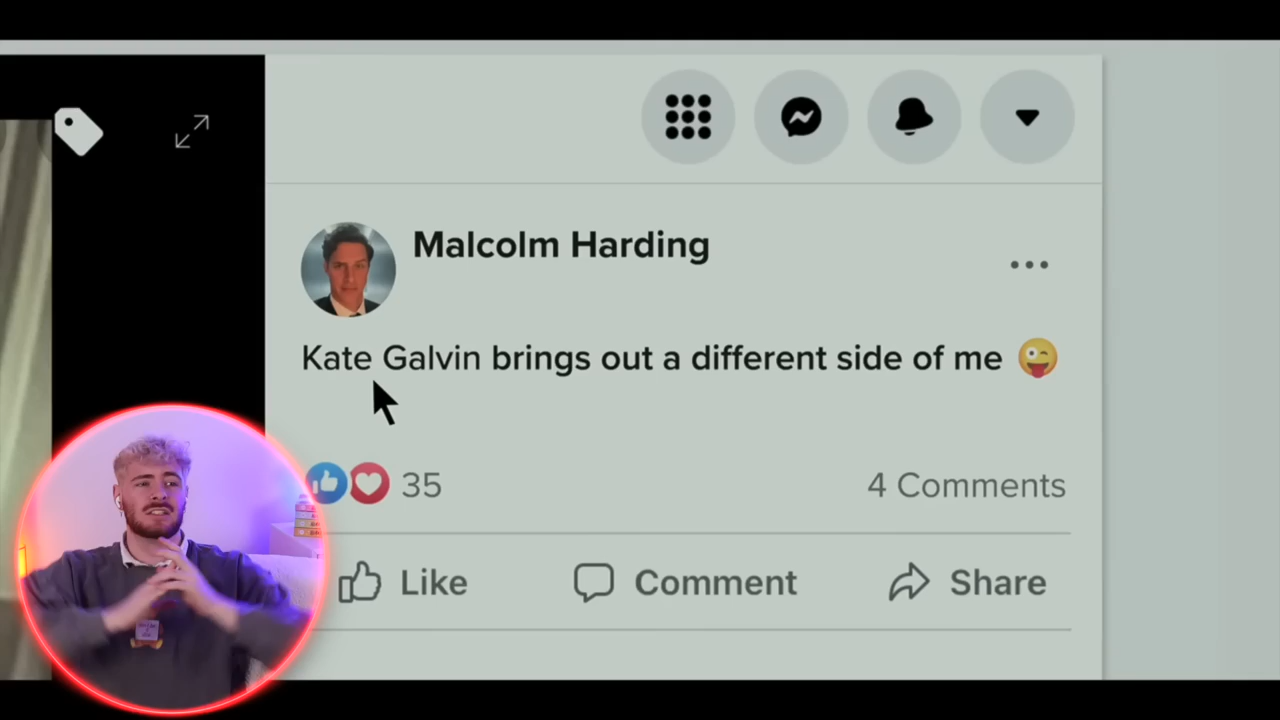 Malcolm Harding
Kate Galvin brings out a different side of me 😜
35
4 Comments
Like
Comment
Share